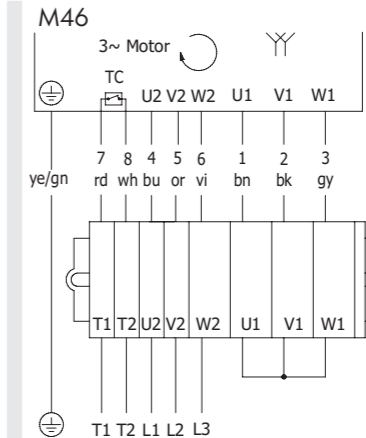 M46
3~ Motor
TC
U2 V2 W2 U1 V1 W1
7 8 4 5 6 1 2 3
ye/gn rd wh bu or vi bn bk gy
T1 T2 U2 V2 W2 U1 V1 W1
T1 T2 L1 L2 L3